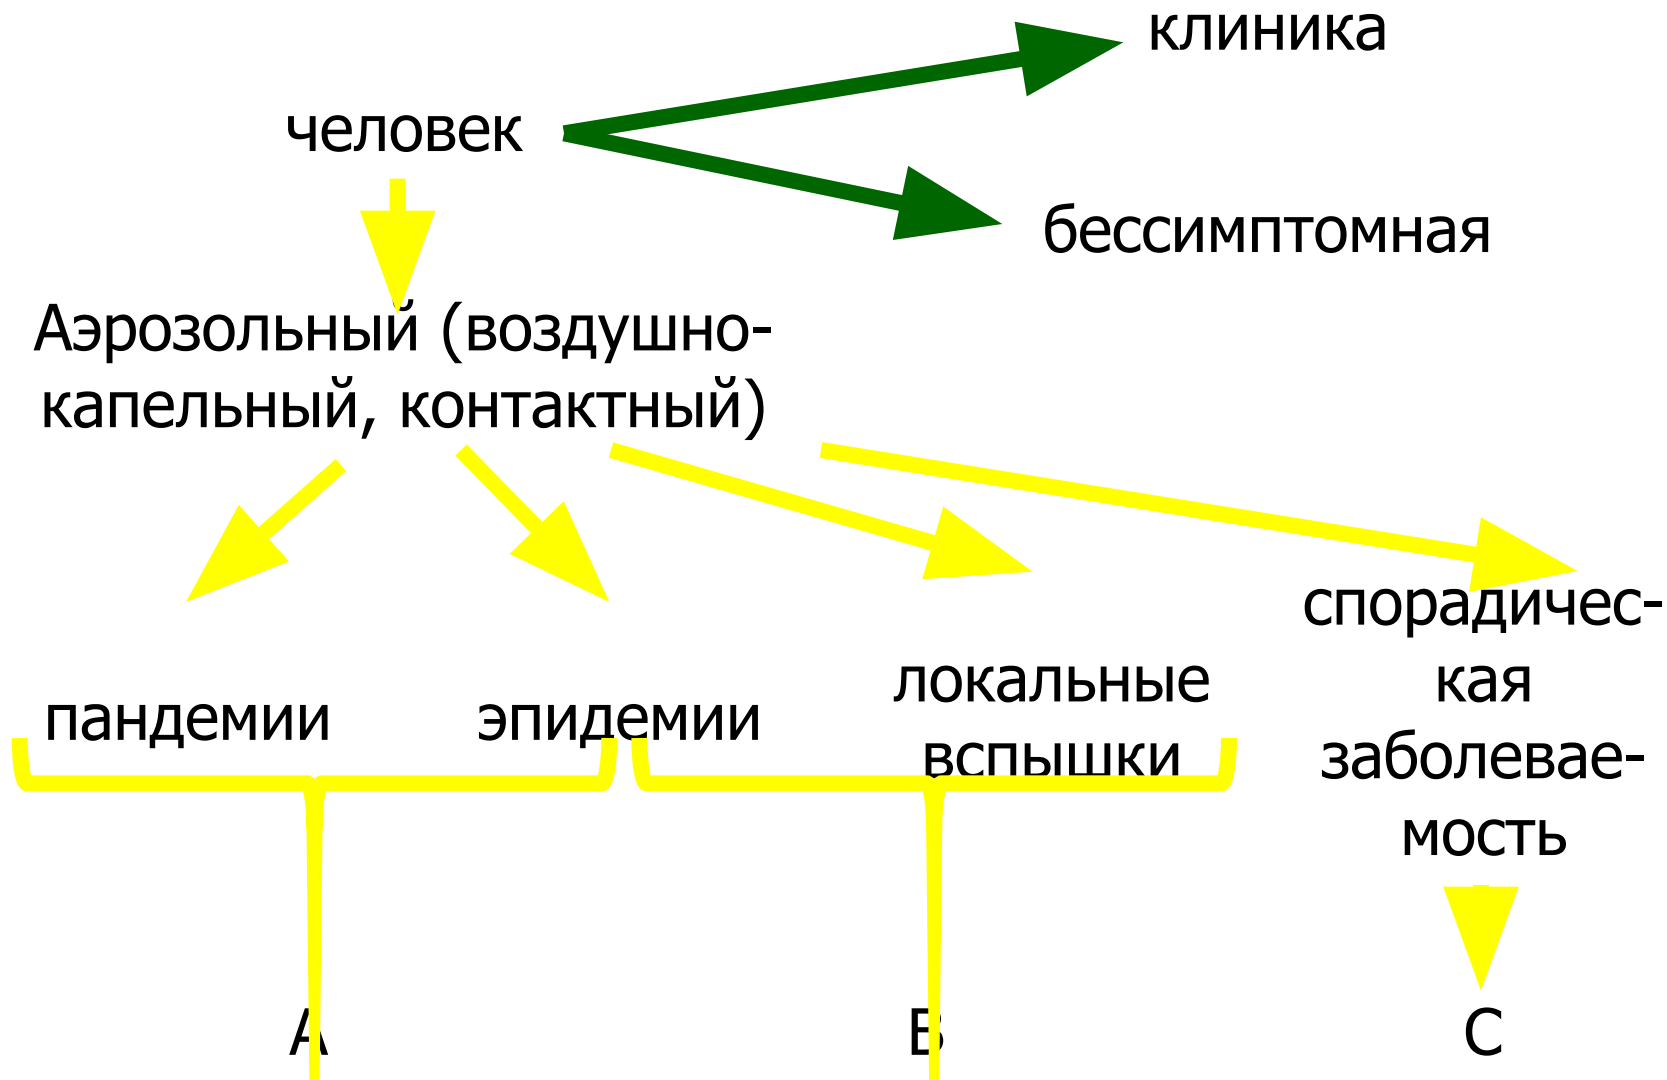 клиника
человек
бессимптомная
Аэрозольный (воздушно-
капельный, контактный)
пандемии
эпидемии
локальные
вспышки
спорадичес-
кая
заболевае-
мость
А
В
С